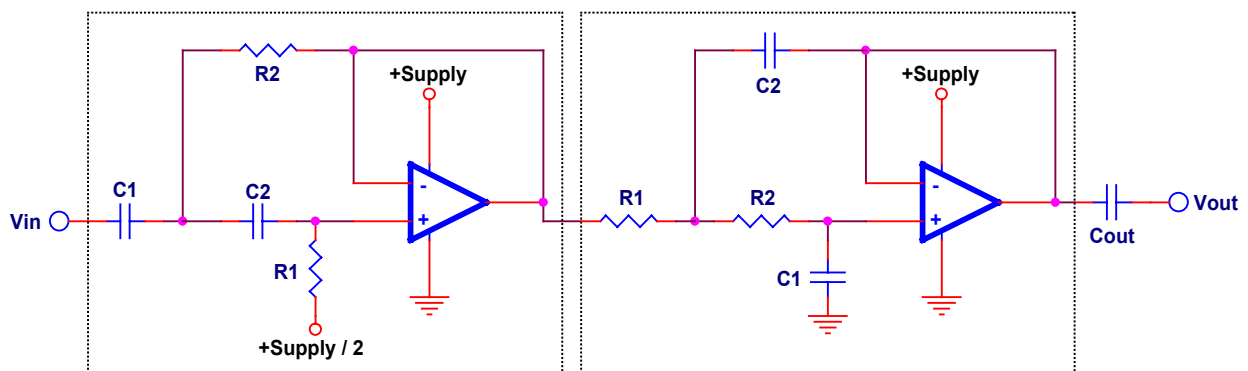 R2
+Supply
C2
+Supply
Vin
C1
C2
-
+
R1
+Supply / 2
R1
R2
C1
-
+
Cout
Vout